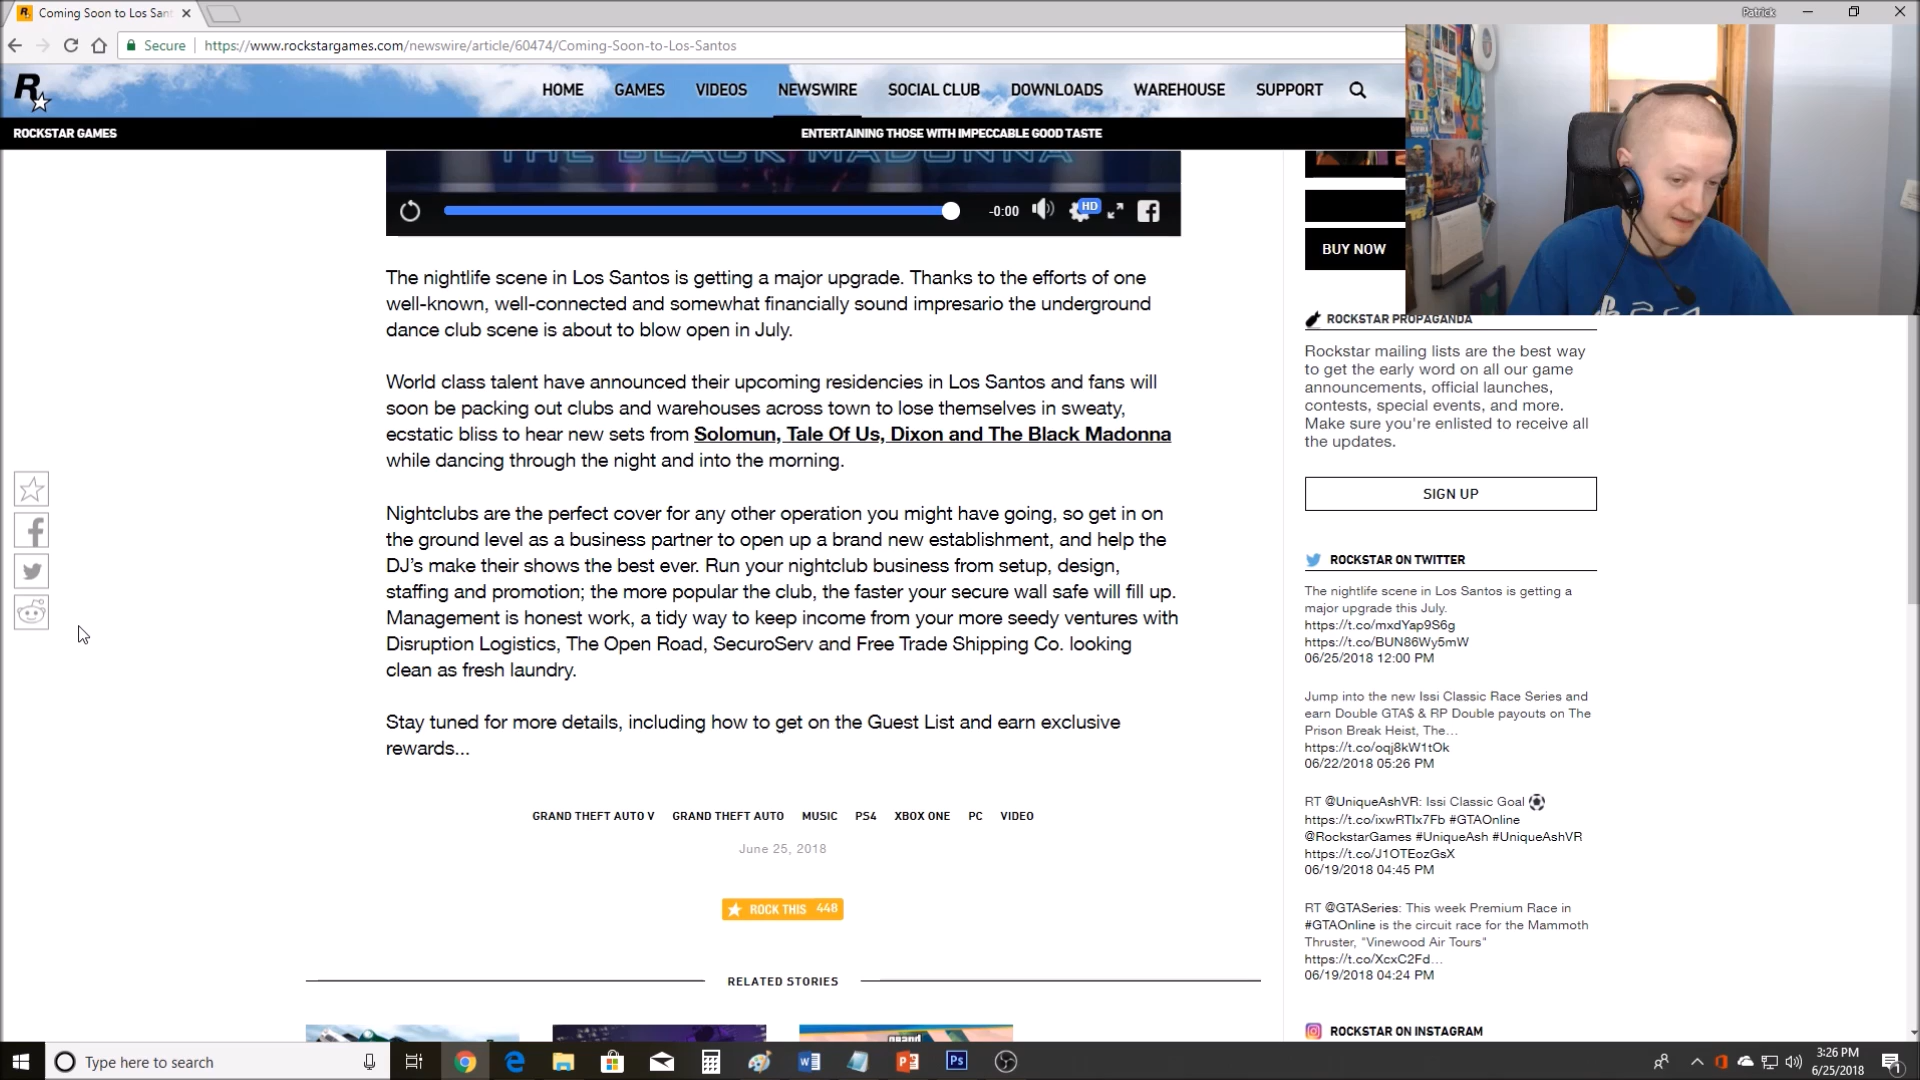 Coming Soon to Los Sant
Patrick
Secure
https://www.rockstargames.com/newswire/article/60474/Coming-Soon-to-Los-Santos
R
HOME GAMES VIDEOS NEWSWIRE SOCIAL CLUB DOWNLOADS WAREHOUSE SUPPORT
ROCKSTAR GAMES
ENTERTAINING THOSE WITH IMPECCABLE GOOD TASTE
THE BLACK MADONNA
-0:00 HD
The nightlife scene in Los Santos is getting a major upgrade. Thanks to the efforts of one
well-known, well-connected and somewhat financially sound impresario the underground
dance club scene is about to blow open in July.
World class talent have announced their upcoming residencies in Los Santos and fans will
soon be packing out clubs and warehouses across town to lose themselves in sweaty,
ecstatic bliss to hear new sets from Solomun, Tale Of Us, Dixon and The Black Madonna
while dancing through the night and into the morning.
Nightclubs are the perfect cover for any other operation you might have going, so get in on
the ground level as a business partner to open up a brand new establishment, and help the
DJ's make their shows the best ever. Run your nightclub business from setup, design,
staffing and promotion; the more popular the club, the faster your secure wall safe will fill up.
Management is honest work, a tidy way to keep income from your more seedy ventures with
Disruption Logistics, The Open Road, SecuroServ and Free Trade Shipping Co. looking
clean as fresh laundry.
Stay tuned for more details, including how to get on the Guest List and earn exclusive
rewards...
GRAND THEFT AUTO V GRAND THEFT AUTO MUSIC PS4 XBOX ONE PC VIDEO
June 25, 2018
ROCK THIS 448
RELATED STORIES
BUY NOW
ROCKSTAR PROPAGANDA
Rockstar mailing lists are the best way
to get the early word on all our game
announcements, official launches,
contests, special events, and more.
Make sure you're enlisted to receive all
the updates.
SIGN UP
ROCKSTAR ON TWITTER
The nightlife scene in Los Santos is getting a
major upgrade this July.
https://t.co/mxdYap9S6g
https://t.co/BUN86Wy5mW
06/25/2018 12:00 PM
Jump into the new Issi Classic Race Series and
earn Double GTA$ & RP Double payouts on The
Prison Break Heist, The...
https://t.co/oqj8kW1tOk
06/22/2018 05:26 PM
RT @UniqueAshVR: Issi Classic Goal ⚽
https://t.co/ixwRTIx7Fb #GTAOnline
@RockstarGames #UniqueAsh #UniqueAshVR
https://t.co/J1OTEozGsX
06/19/2018 04:45 PM
RT @GTASeries: This week Premium Race in
#GTAOnline is the circuit race for the Mammoth
Thruster, "Vinewood Air Tours"
https://t.co/XcxC2Fd...
06/19/2018 04:24 PM
ROCKSTAR ON INSTAGRAM
Type here to search
3:26 PM
6/25/2018